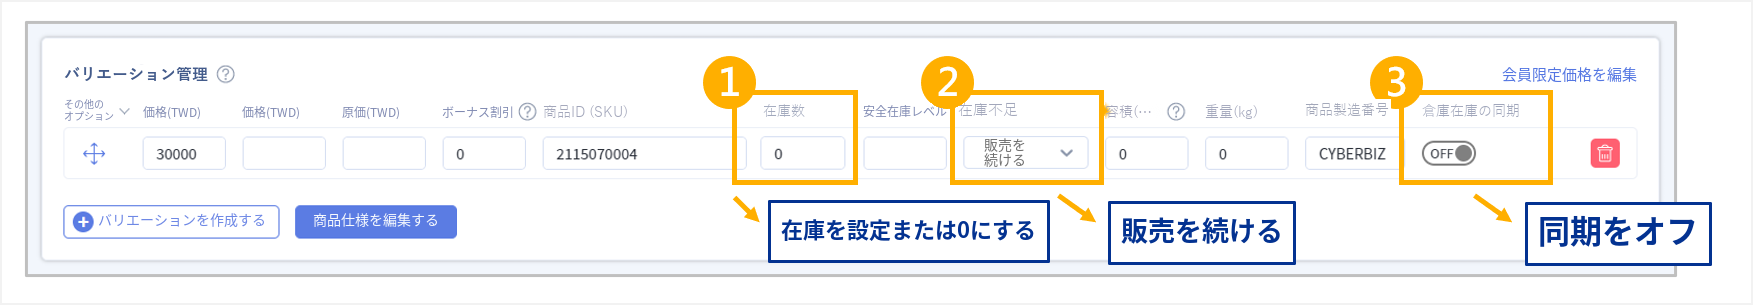 バリエーション管理 ?
会員限定価格を編集
1
2
3
その他の
オプション
価格(TWD)
価格(TWD)
原価(TWD)
ボーナス割引 ?
商品ID (SKU)
在庫数
安全在庫レベル
在庫不足
容積(… ?
重量(kg)
商品製造番号
倉庫在庫の同期
30000
0
2115070004
0
販売を
続ける
0
0
CYBERBIZ
OFF
バリエーションを作成する
商品仕様を編集する
在庫を設定または0にする
販売を続ける
同期をオフ